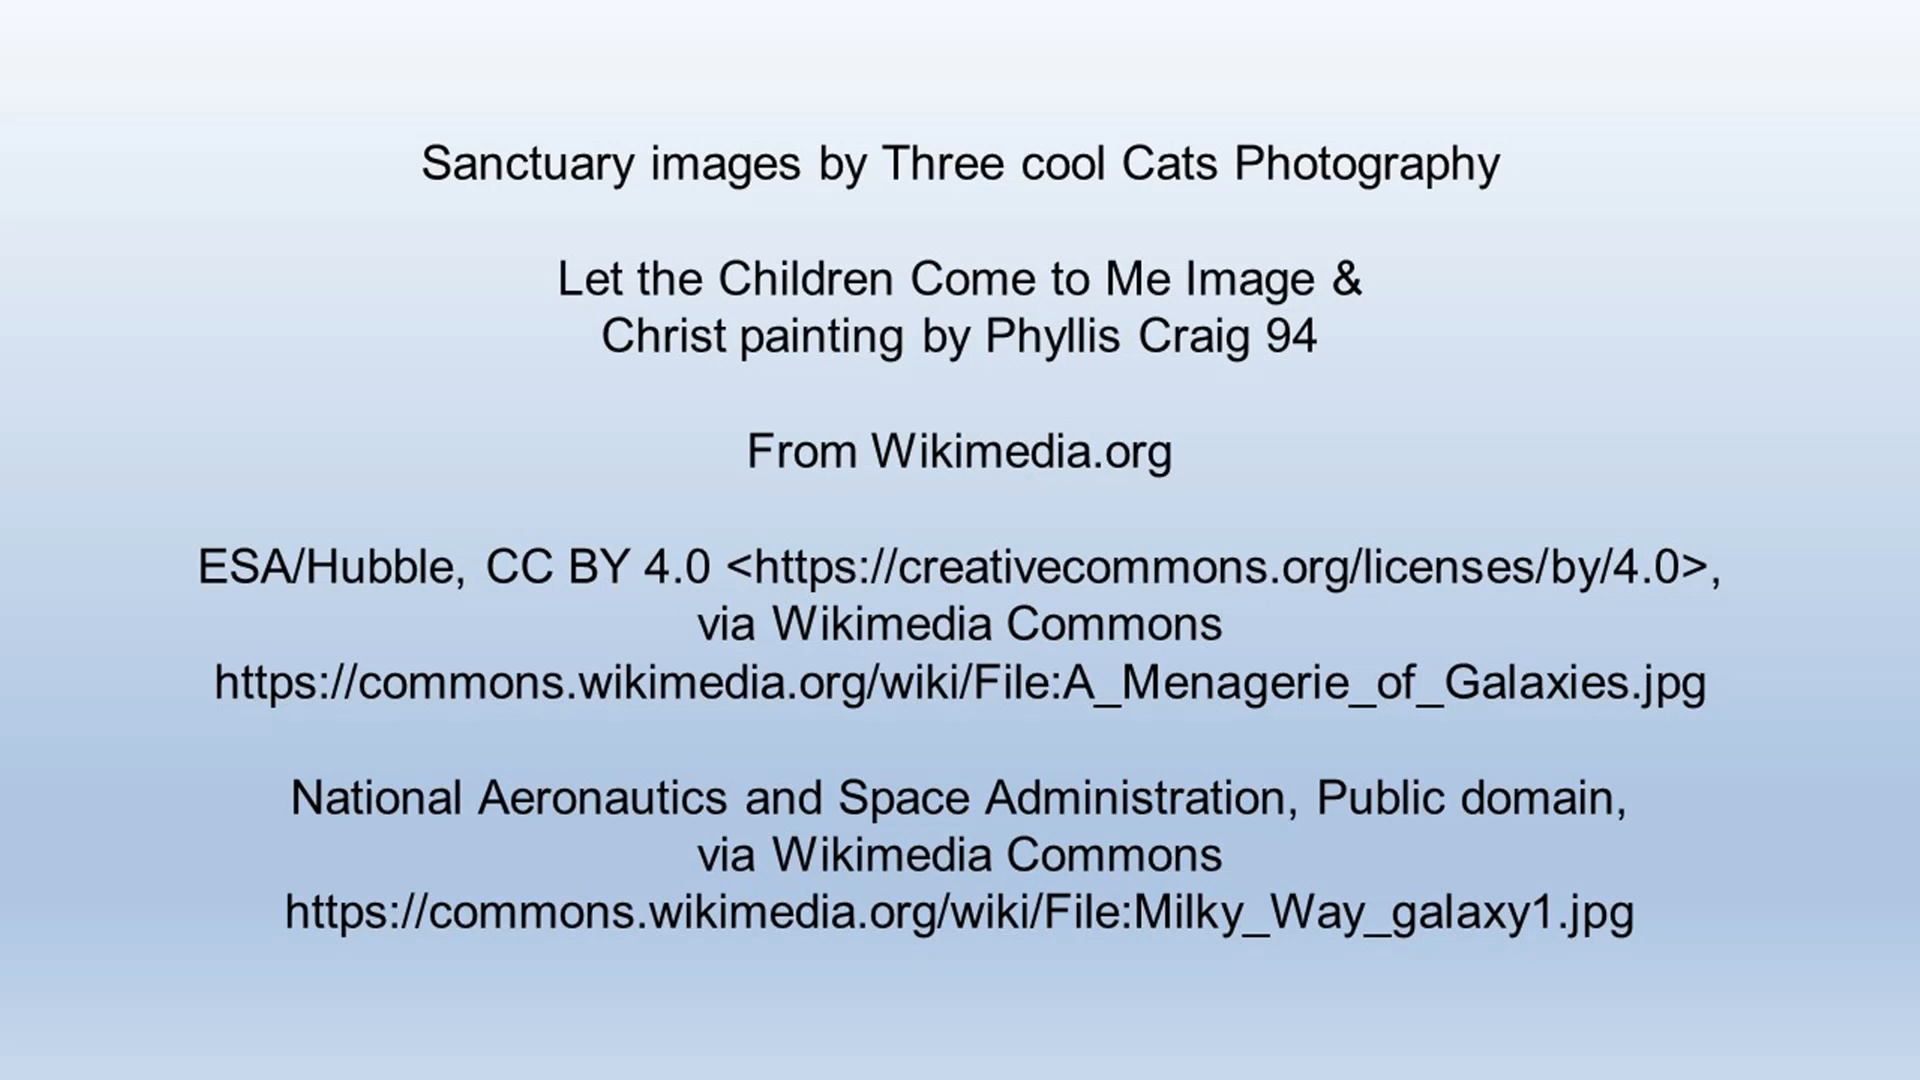 Sanctuary images by Three cool Cats Photography
Let the Children Come to Me Image &
Christ painting by Phyllis Craig 94
From Wikimedia.org
ESA/Hubble, CC BY 4.0 <https://creativecommons.org/licenses/by/4.0>,
via Wikimedia Commons
https://commons.wikimedia.org/wiki/File:A_Menagerie_of_Galaxies.jpg
National Aeronautics and Space Administration, Public domain,
via Wikimedia Commons
https://commons.wikimedia.org/wiki/File:Milky_Way_galaxy1.jpg